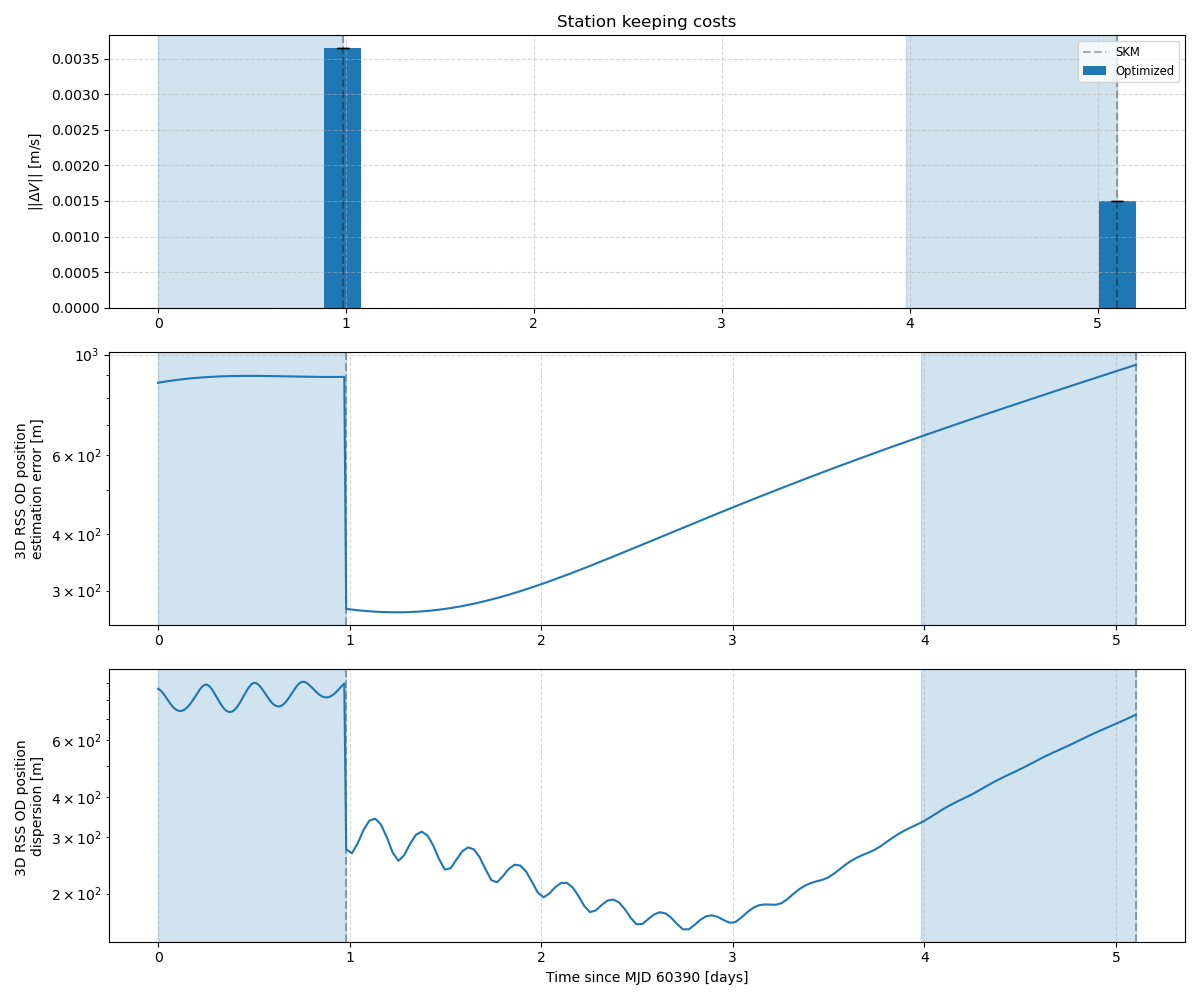 Station keeping costs
||ΔV|| [m/s]
0.0035
0.0030
0.0025
0.0020
0.0015
0.0010
0.0005
0.0000
SKM
Optimized
0 1 2 3 4 5
3D RSS OD position
estimation error [m]
10³
6 × 10²
4 × 10²
3 × 10²
0 1 2 3 4 5
3D RSS OD position
dispersion [m]
6 × 10²
4 × 10²
3 × 10²
2 × 10²
0 1 2 3 4 5
Time since MJD 60390 [days]